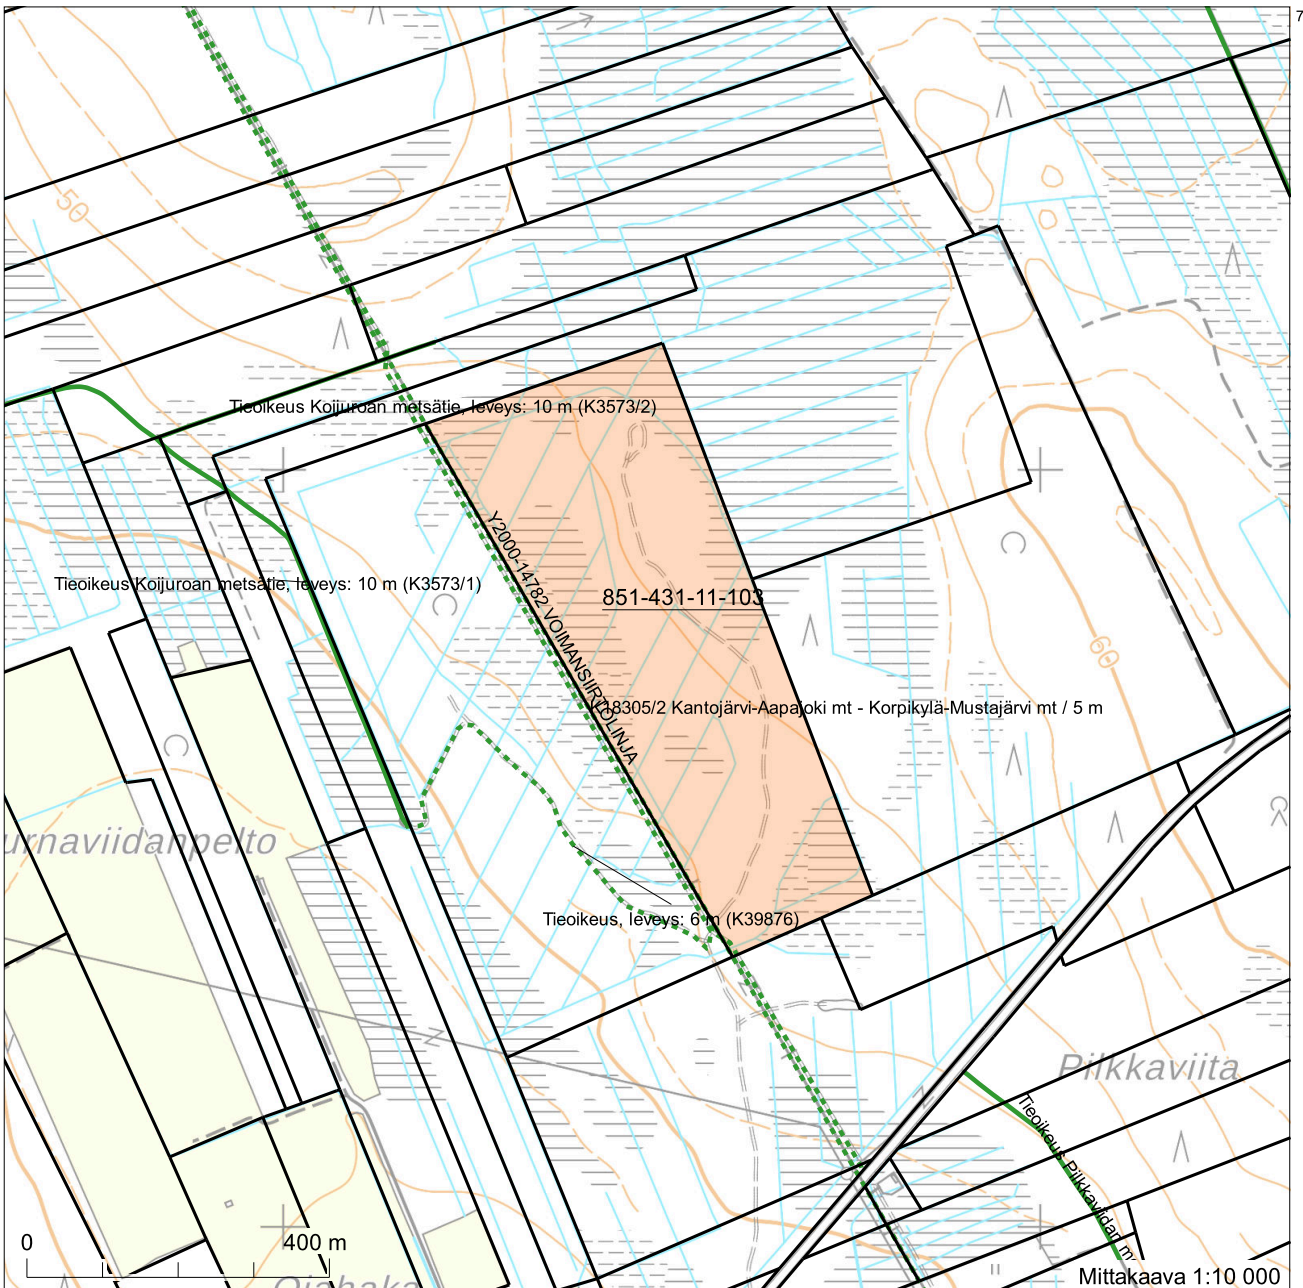 7
50
Tieoikeus Koijuroan metsätie, leveys: 10 m (K3573/2)
Y2000-14782 VOIMANSIIRTOLINJA
Tieoikeus Koijuroan metsätie, leveys: 10 m (K3573/1)
851-431-11-103
60
K18305/2 Kantojärvi-Aapajoki mt - Korpikylä-Mustajärvi mt / 5 m
urnaviidanpelto
Tieoikeus, leveys: 6 m (K39876)
Pilkkaviita
Tieoikeus Pilkkaviidan m
0
400 m
Ojahaka
Mittakaava 1:10 000